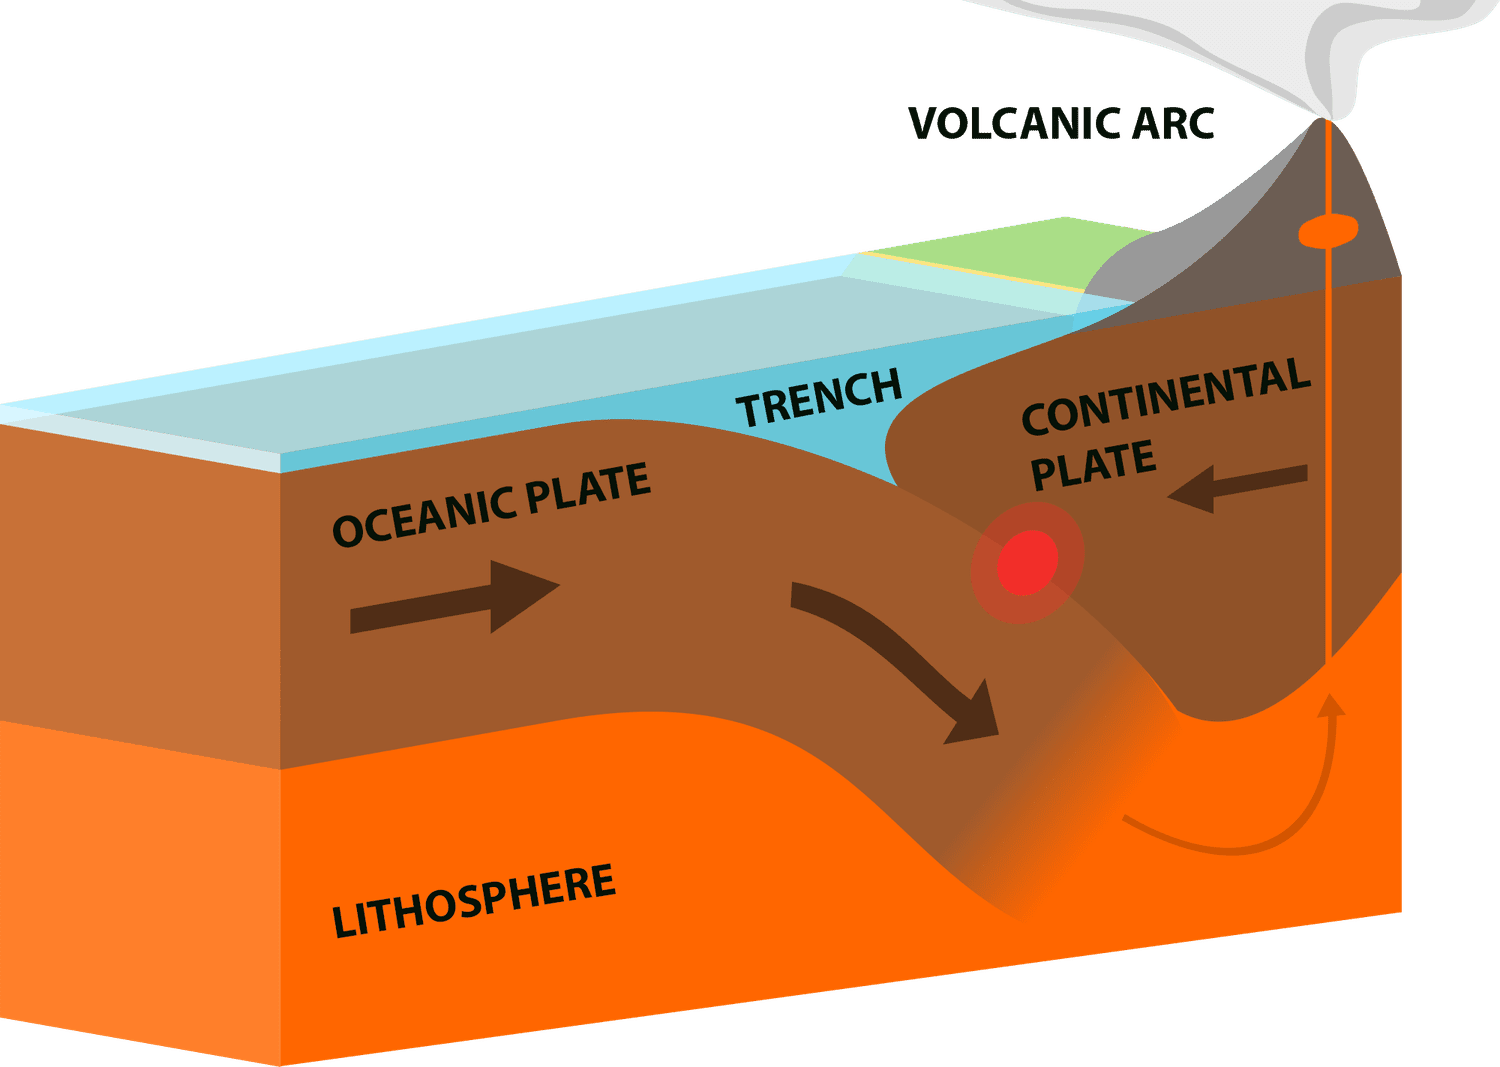 VOLCANIC ARC
TRENCH
CONTINENTAL
PLATE
OCEANIC PLATE
LITHOSPHERE